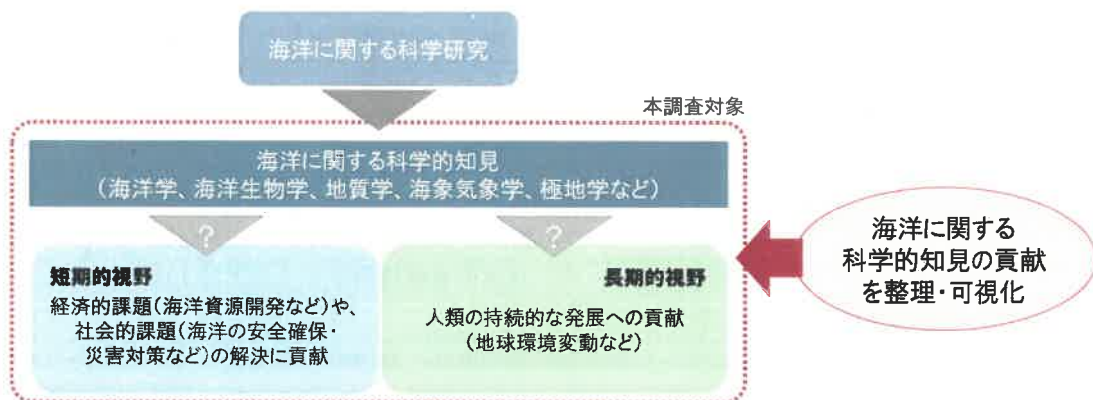 海洋に関する科学研究
本調査対象
海洋に関する科学的知見
（海洋学、海洋生物学、地質学、海象気象学、極地学など）
?
?
短期的視野
経済的課題（海洋資源開発など）や、
社会的課題（海洋の安全確保・
災害対策など）の解決に貢献
長期的視野
人類の持続的な発展への貢献
（地球環境変動など）
海洋に関する
科学的知見の貢献
を整理・可視化